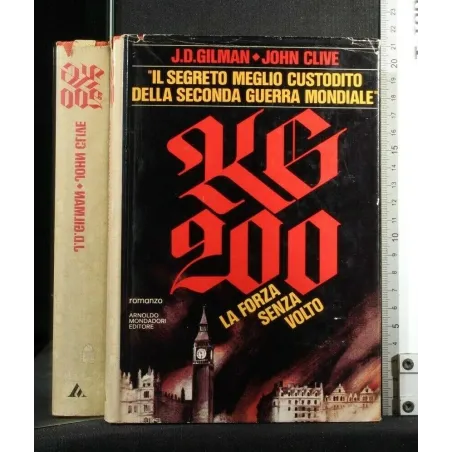 J.D.GILMAN • JOHN CLIVE
"IL SEGRETO MEGLIO CUSTODITO
DELLA SECONDA GUERRA MONDIALE"
KG
200
LA FORZA
SENZA
VOLTO
romanzo
ARNOLDO
MONDADORI
EDITORE
KG
200
J.D.GILMAN • JOHN CLIVE